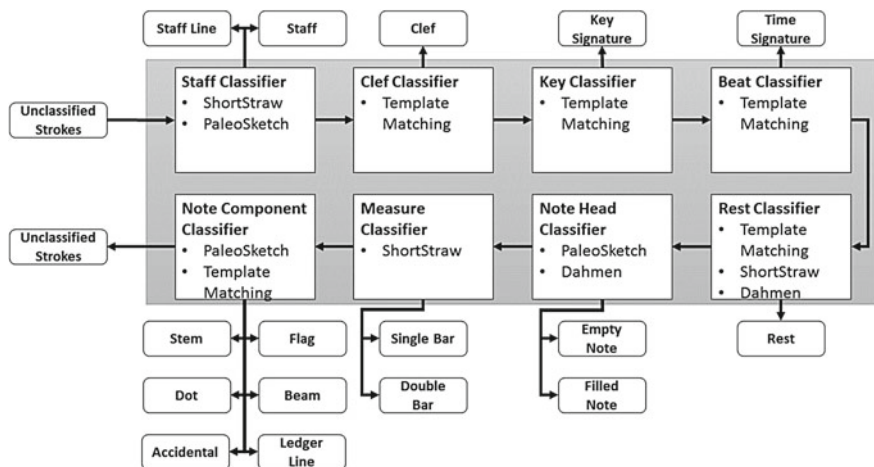 Staff Line
Staff
Clef
Key
Signature
Time
Signature
Unclassified
Strokes
Staff Classifier
• ShortStraw
• PaleoSketch
Clef Classifier
• Template
Matching
Key Classifier
• Template
Matching
Beat Classifier
• Template
Matching
Unclassified
Strokes
Note Component
Classifier
• PaleoSketch
• Template
Matching
Measure
Classifier
• ShortStraw
Note Head
Classifier
• PaleoSketch
• Dahmen
Rest Classifier
• Template
Matching
• ShortStraw
• Dahmen
Stem
Flag
Single Bar
Empty
Note
Rest
Dot
Beam
Double
Bar
Filled
Note
Accidental
Ledger
Line